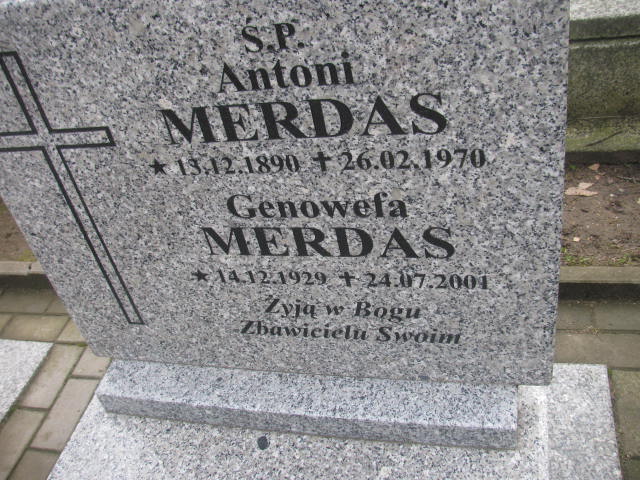 Ś.P.
Antoni
MERDAS
★ 13.12.1890 ✝ 26.02.1970
Genowefa
MERDAS
★ 14.12.1929 ✝ 24.07.2001
Żyją w Bogu
Zbawicielu Swoim